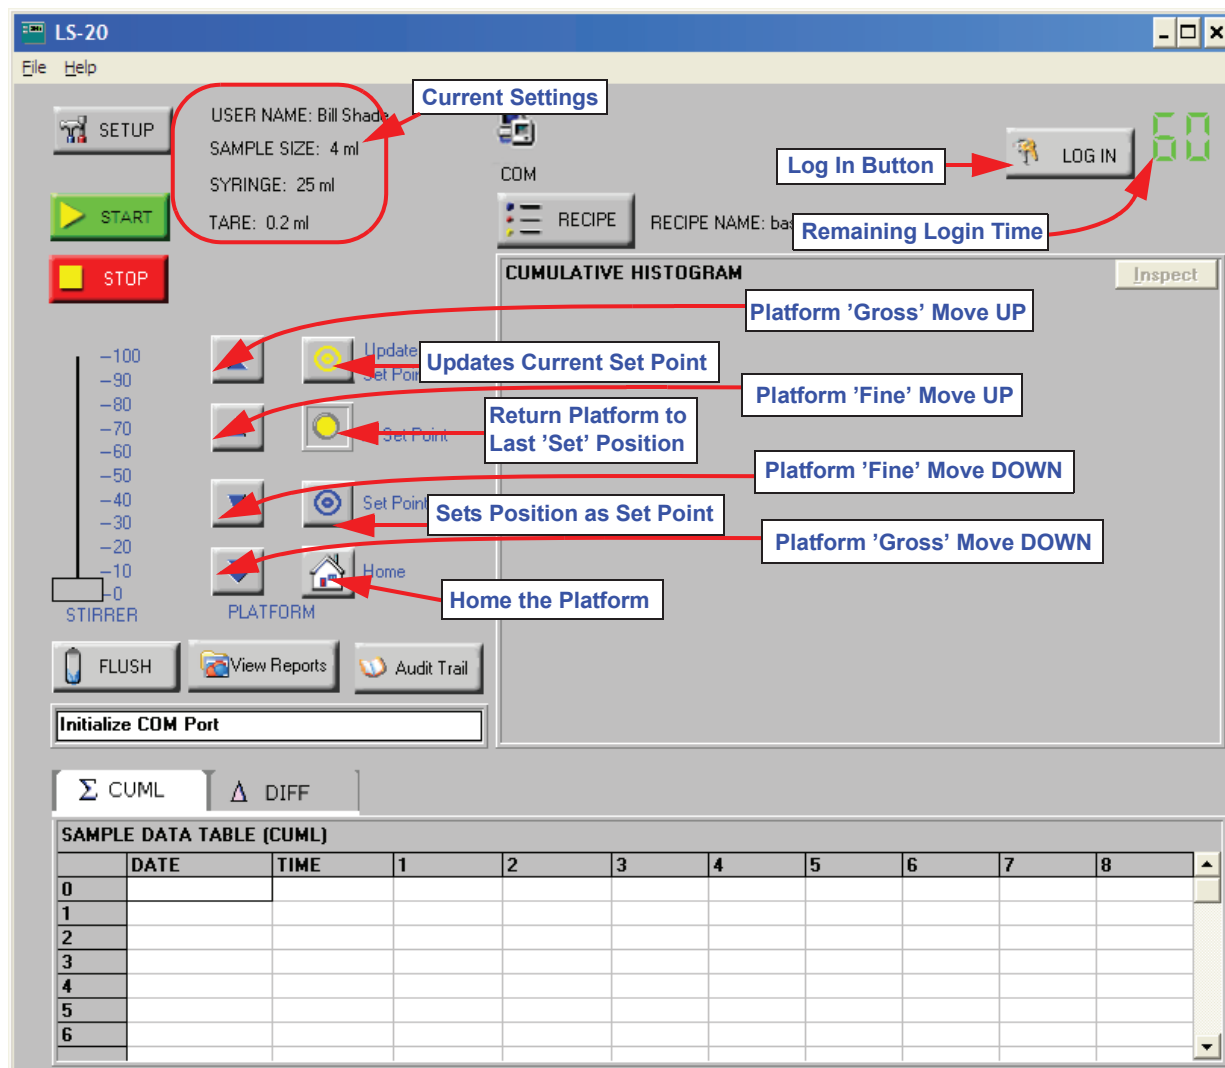 LS-20
File Help
Current Settings
SETUP
USER NAME: Bill Shade
SAMPLE SIZE: 4 ml
SYRINGE: 25 ml
TARE: 0.2 ml
COM
Log In Button
LOG IN
60
START
RECIPE
RECIPE NAME:
Remaining Login Time
STOP
CUMULATIVE HISTOGRAM
Inspect
Platform 'Gross' Move UP
Update
Set Point
Updates Current Set Point
Platform 'Fine' Move UP
Return Platform to
Last 'Set' Position
Set Point
Platform 'Fine' Move DOWN
Set Point
Sets Position as Set Point
Platform 'Gross' Move DOWN
Home
Home the Platform
100
90
80
70
60
50
40
30
20
10
0
STIRRER
PLATFORM
FLUSH
View Reports
Audit Trail
Initialize COM Port
Σ CUML
Δ DIFF
SAMPLE DATA TABLE (CUML)
DATE TIME 1 2 3 4 5 6 7 8
0
1
2
3
4
5
6